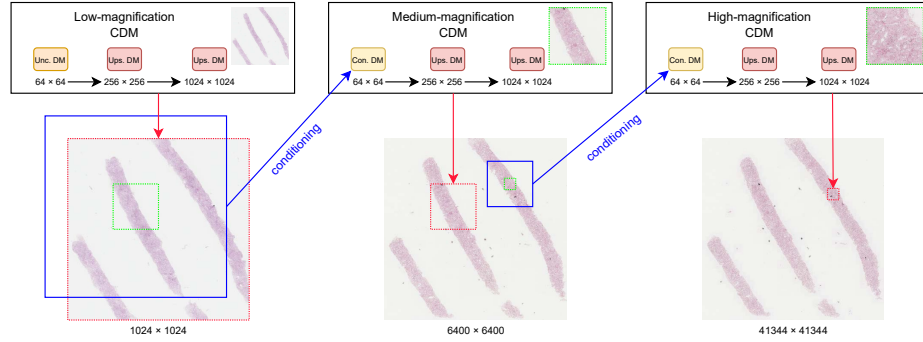 Low-magnification
CDM
Unc. DM
Ups. DM
Ups. DM
64 × 64
256 × 256
1024 × 1024
Medium-magnification
CDM
Con. DM
Ups. DM
Ups. DM
64 × 64
256 × 256
1024 × 1024
High-magnification
CDM
Con. DM
Ups. DM
Ups. DM
64 × 64
256 × 256
1024 × 1024
conditioning
conditioning
1024 × 1024
6400 × 6400
41344 × 41344